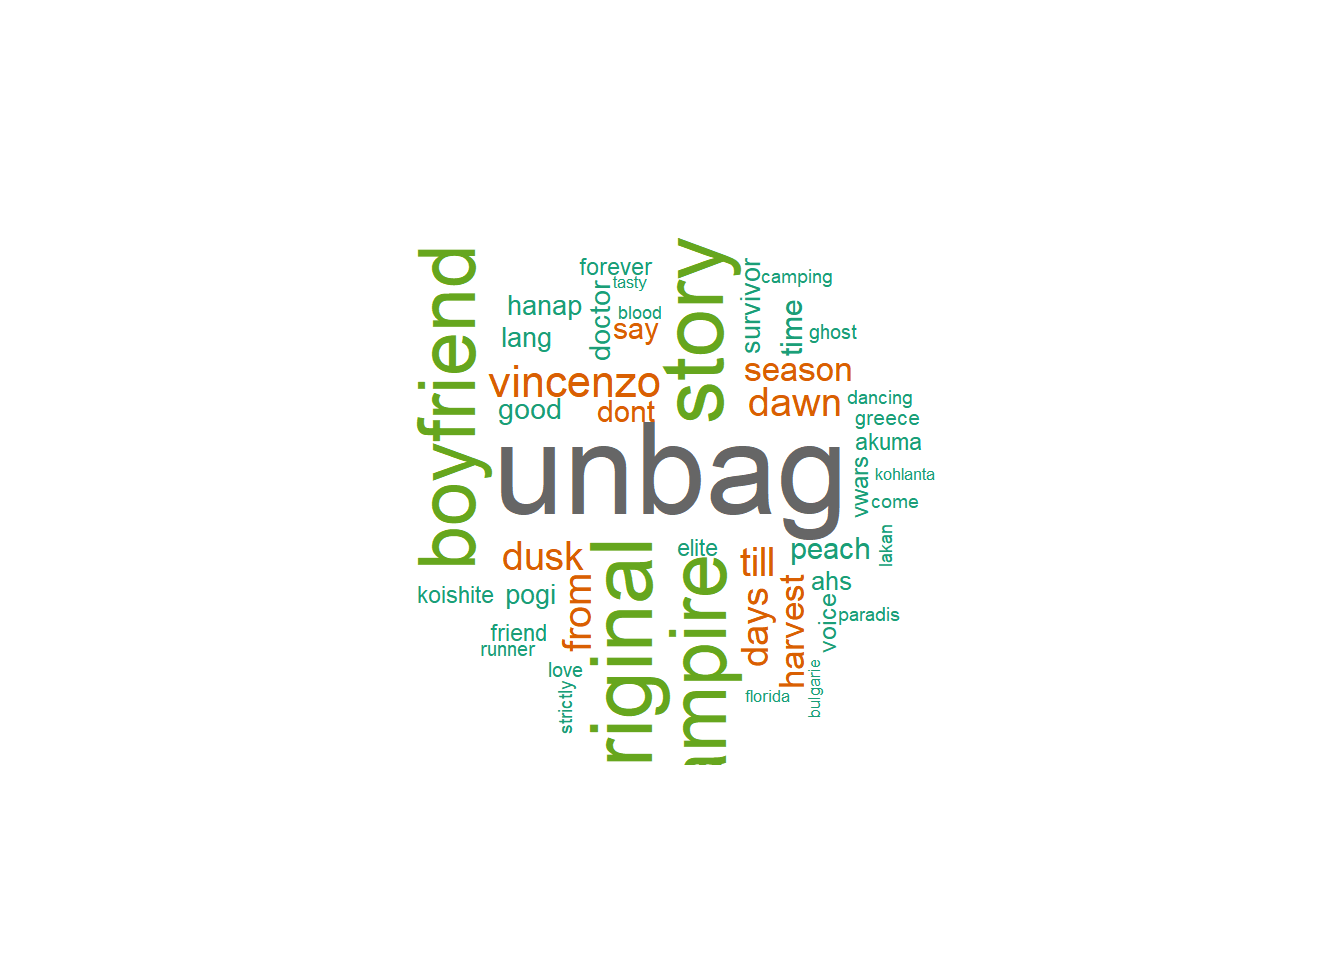 boyfriend
story
forever
tasty
survivor
camping
hanap
doctor
blood
time
lang
say
ghost
vincenzo
season
good
dont
dawn
dancing
greece
unbag
akuma
vwars
kohlanta
come
dusk
riginal
elite
ampire
till
peach
lakan
koishite
pogi
from
days
harvest
ahs
voice
paradis
friend
runner
love
strictly
florida
bulgarie